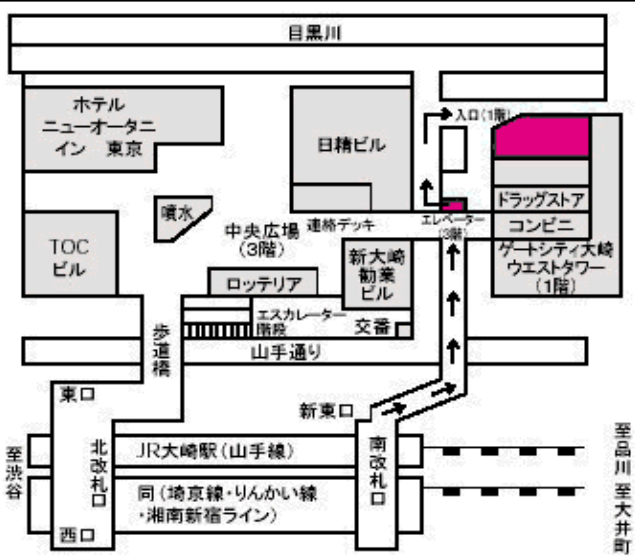 目黒川
ホテル
ニューオータニ
イン 東京
日精ビル
入口(1階)
ドラッグストア
コンビニ
ゲートシティ大崎
ウエストタワー
(1階)
噴水
中央広場
(3階)
連絡デッキ
エレベーター
(3階)
TOC
ビル
ロッテリア
新大崎
勧業
ビル
エスカレーター
階段
交番
歩道橋
山手通り
東口
新東口
至渋谷
北改札口
JR大崎駅(山手線)
南改札口
同(埼京線・りんかい線
・湘南新宿ライン)
西口
至品川 至大井町